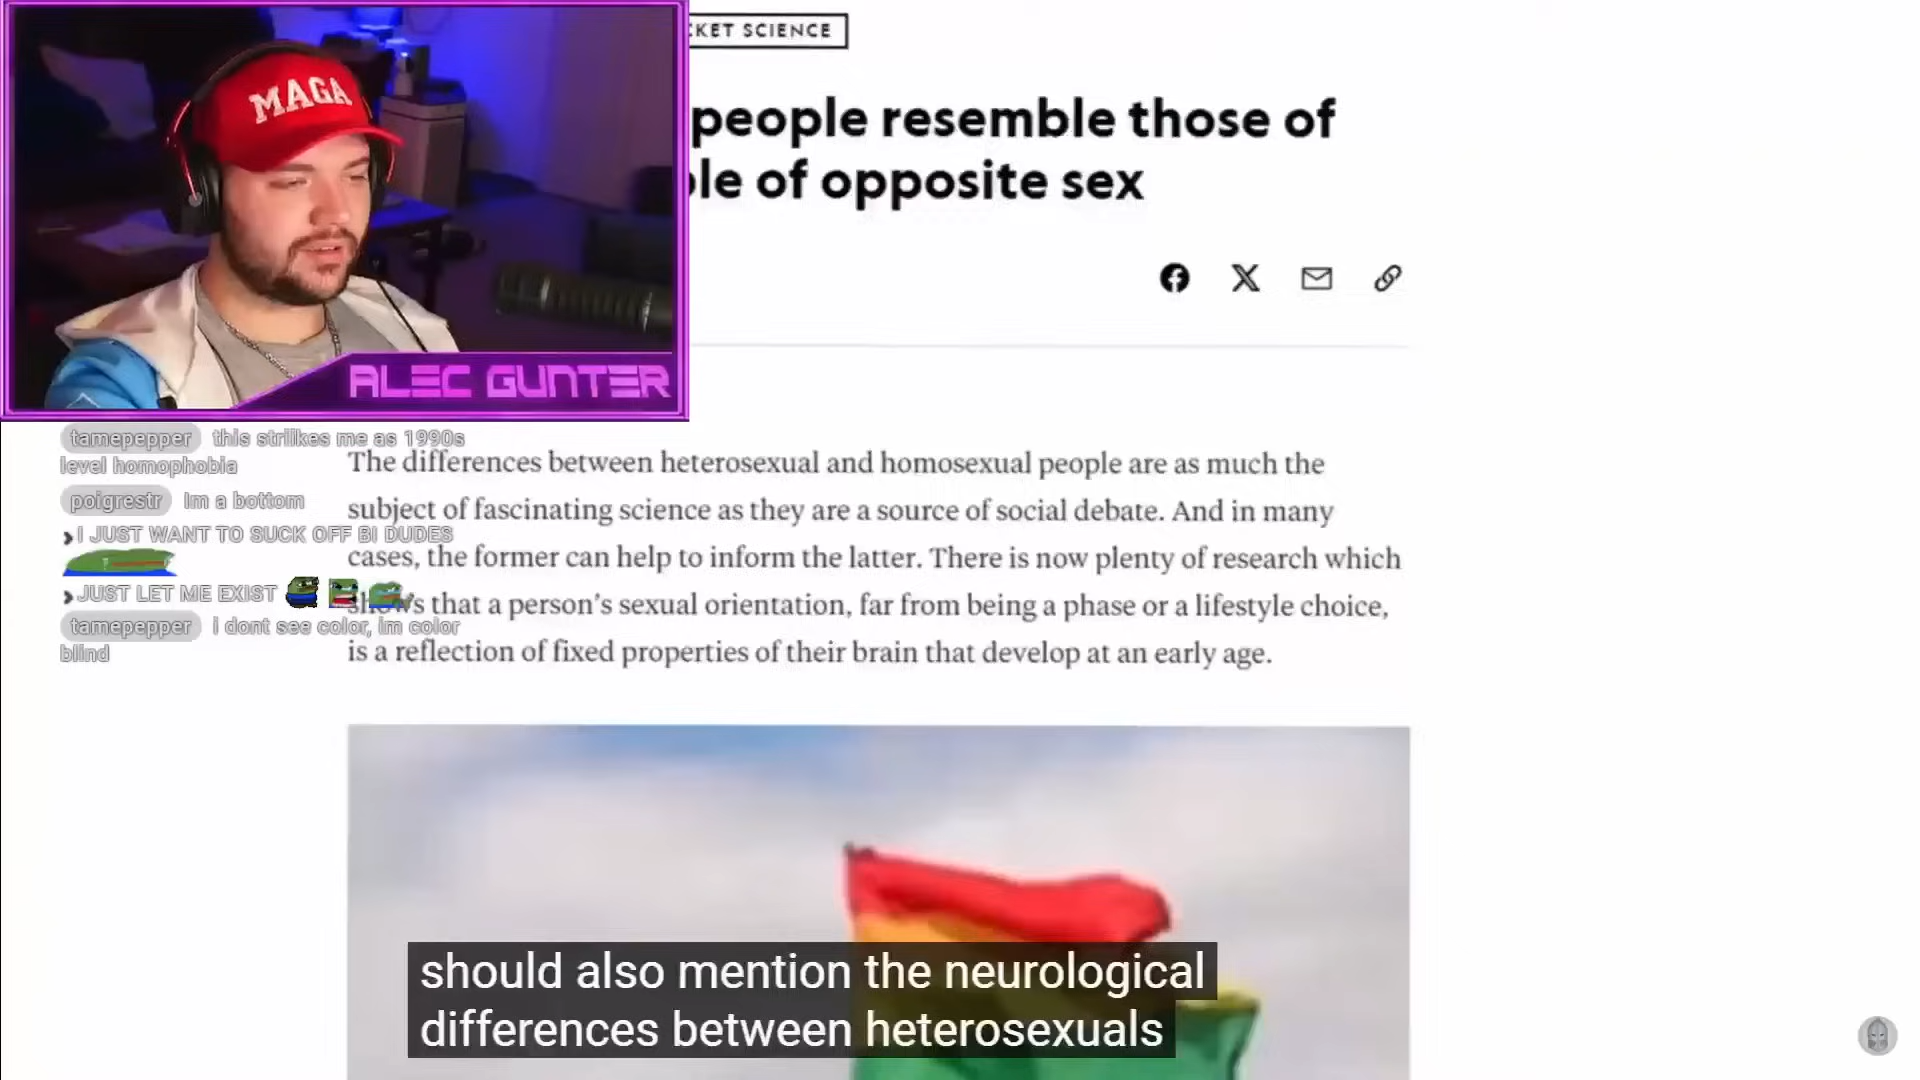 MAGA
ALEC GUNTER
KET SCIENCE
people resemble those of
le of opposite sex
tamepepper this striikes me as 1990s
level homophobia
poigrestr Im a bottom
I JUST WANT TO SUCK OFF BI DUDES
JUST LET ME EXIST
tamepepper i dont see color, im color
blind
The differences between heterosexual and homosexual people are as much the
subject of fascinating science as they are a source of social debate. And in many
cases, the former can help to inform the latter. There is now plenty of research which
shows that a person’s sexual orientation, far from being a phase or a lifestyle choice,
is a reflection of fixed properties of their brain that develop at an early age.
should also mention the neurological
differences between heterosexuals